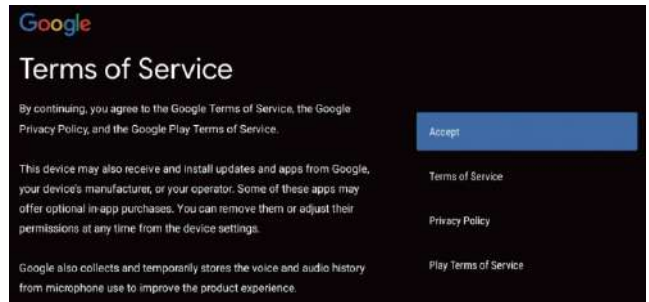 Google
Terms of Service
By continuing, you agree to the Google Terms of Service, the Google
Privacy Policy, and the Google Play Terms of Service.
This device may also receive and install updates and apps from Google,
your device's manufacturer, or your operator. Some of these apps may
offer optional in-app purchases. You can remove them or adjust their
permissions at any time from the device settings.
Google also collects and temporarily stores the voice and audio history
from microphone use to improve the product experience.
Accept
Terms of Service
Privacy Policy
Play Terms of Service